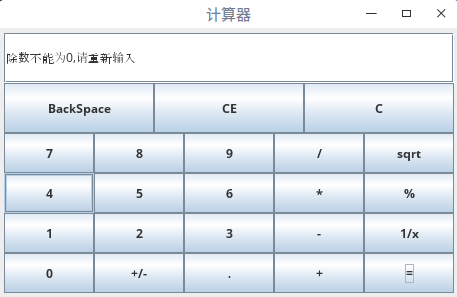 计算器
除数不能为0,请重新输入
BackSpace CE C
7 8 9 / sqrt
4 5 6 * %
1 2 3 - 1/x
0 +/- . + =